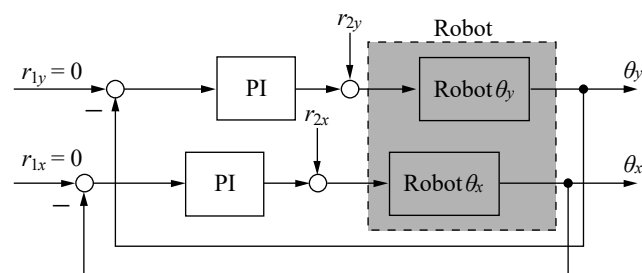 Robot
r2y
r1y = 0
PI
Robot θy
θy
−
r2x
r1x = 0
PI
Robot θx
θx
−